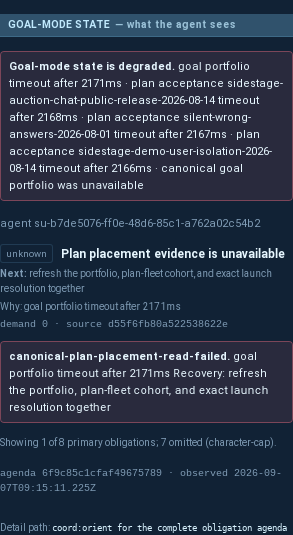 GOAL-MODE STATE — what the agent sees
Goal-mode state is degraded. goal portfolio
timeout after 2171ms · plan acceptance sidestage-
auction-chat-public-release-2026-08-14 timeout
after 2168ms · plan acceptance silent-wrong-
answers-2026-08-01 timeout after 2167ms · plan
acceptance sidestage-demo-user-isolation-2026-
08-14 timeout after 2166ms · canonical goal
portfolio was unavailable
agent su-b7de5076-ff0e-48d6-85c1-a762a02c54b2
unknown Plan placement evidence is unavailable
Next: refresh the portfolio, plan-fleet cohort, and exact launch
resolution together
Why: goal portfolio timeout after 2171ms
demand 0 · source d55f6fb80a522538622e
canonical-plan-placement-read-failed. goal
portfolio timeout after 2171ms Recovery: refresh
the portfolio, plan-fleet cohort, and exact launch
resolution together
Showing 1 of 8 primary obligations; 7 omitted (character-cap).
agenda 6f9c85c1cfaf49675789 · observed 2026-09-
07T09:15:11.225Z
Detail path: coord:orient for the complete obligation agenda